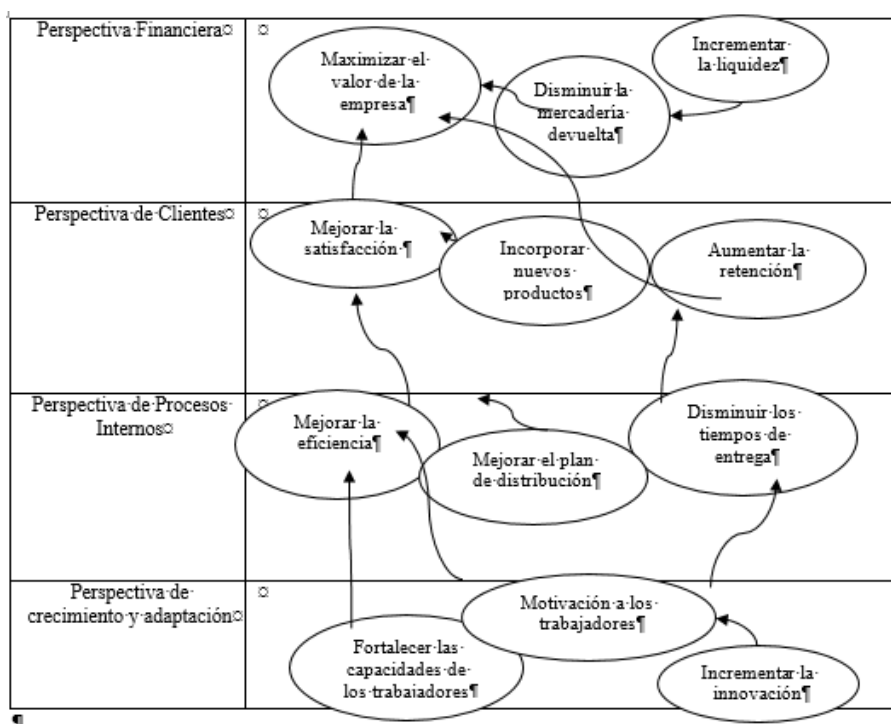 Perspectiva·Financiera¤
¤
Maximizar·el·
valor·de·la·
empresa¶
Disminuir·la·
mercadería·
devuelta¶
Incrementar·
la·liquidez¶
Perspectiva·de·Clientes¤
¤
Mejorar·la·
satisfacción·¶
Incorporar·
nuevos·
productos¶
Aumentar·la·
retención¶
Perspectiva·de·Procesos·
Internos¤
¤
Mejorar·la·
eficiencia¶
Mejorar·el·plan·
de·distribución¶
Disminuir·los·
tiempos·de·
entrega¶
Perspectiva·de·
crecimiento·y·adaptación¤
¤
Fortalecer·las·
capacidades·de·
los·trabajadores¶
Motivación·a·los·
trabajadores¶
Incrementar·la·
innovación¶
¶